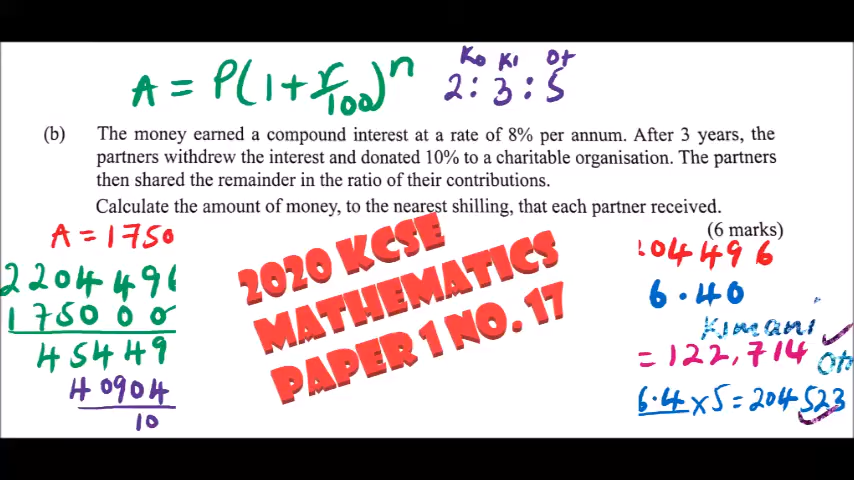 A = P(1 + r/100)^n
Ko Ki Ot
2 : 3 : 5
(b) The money earned a compound interest at a rate of 8% per annum. After 3 years, the
partners withdrew the interest and donated 10% to a charitable organisation. The partners
then shared the remainder in the ratio of their contributions.
Calculate the amount of money, to the nearest shilling, that each partner received.
(6 marks)
A = 1750
2204496
175000
45449
40904
10
2020 KCSE
MATHEMATICS
PAPER 1 NO. 17
204496
6.40
Kimani
= 122,714
Ot
6.4 × 5 = 204523